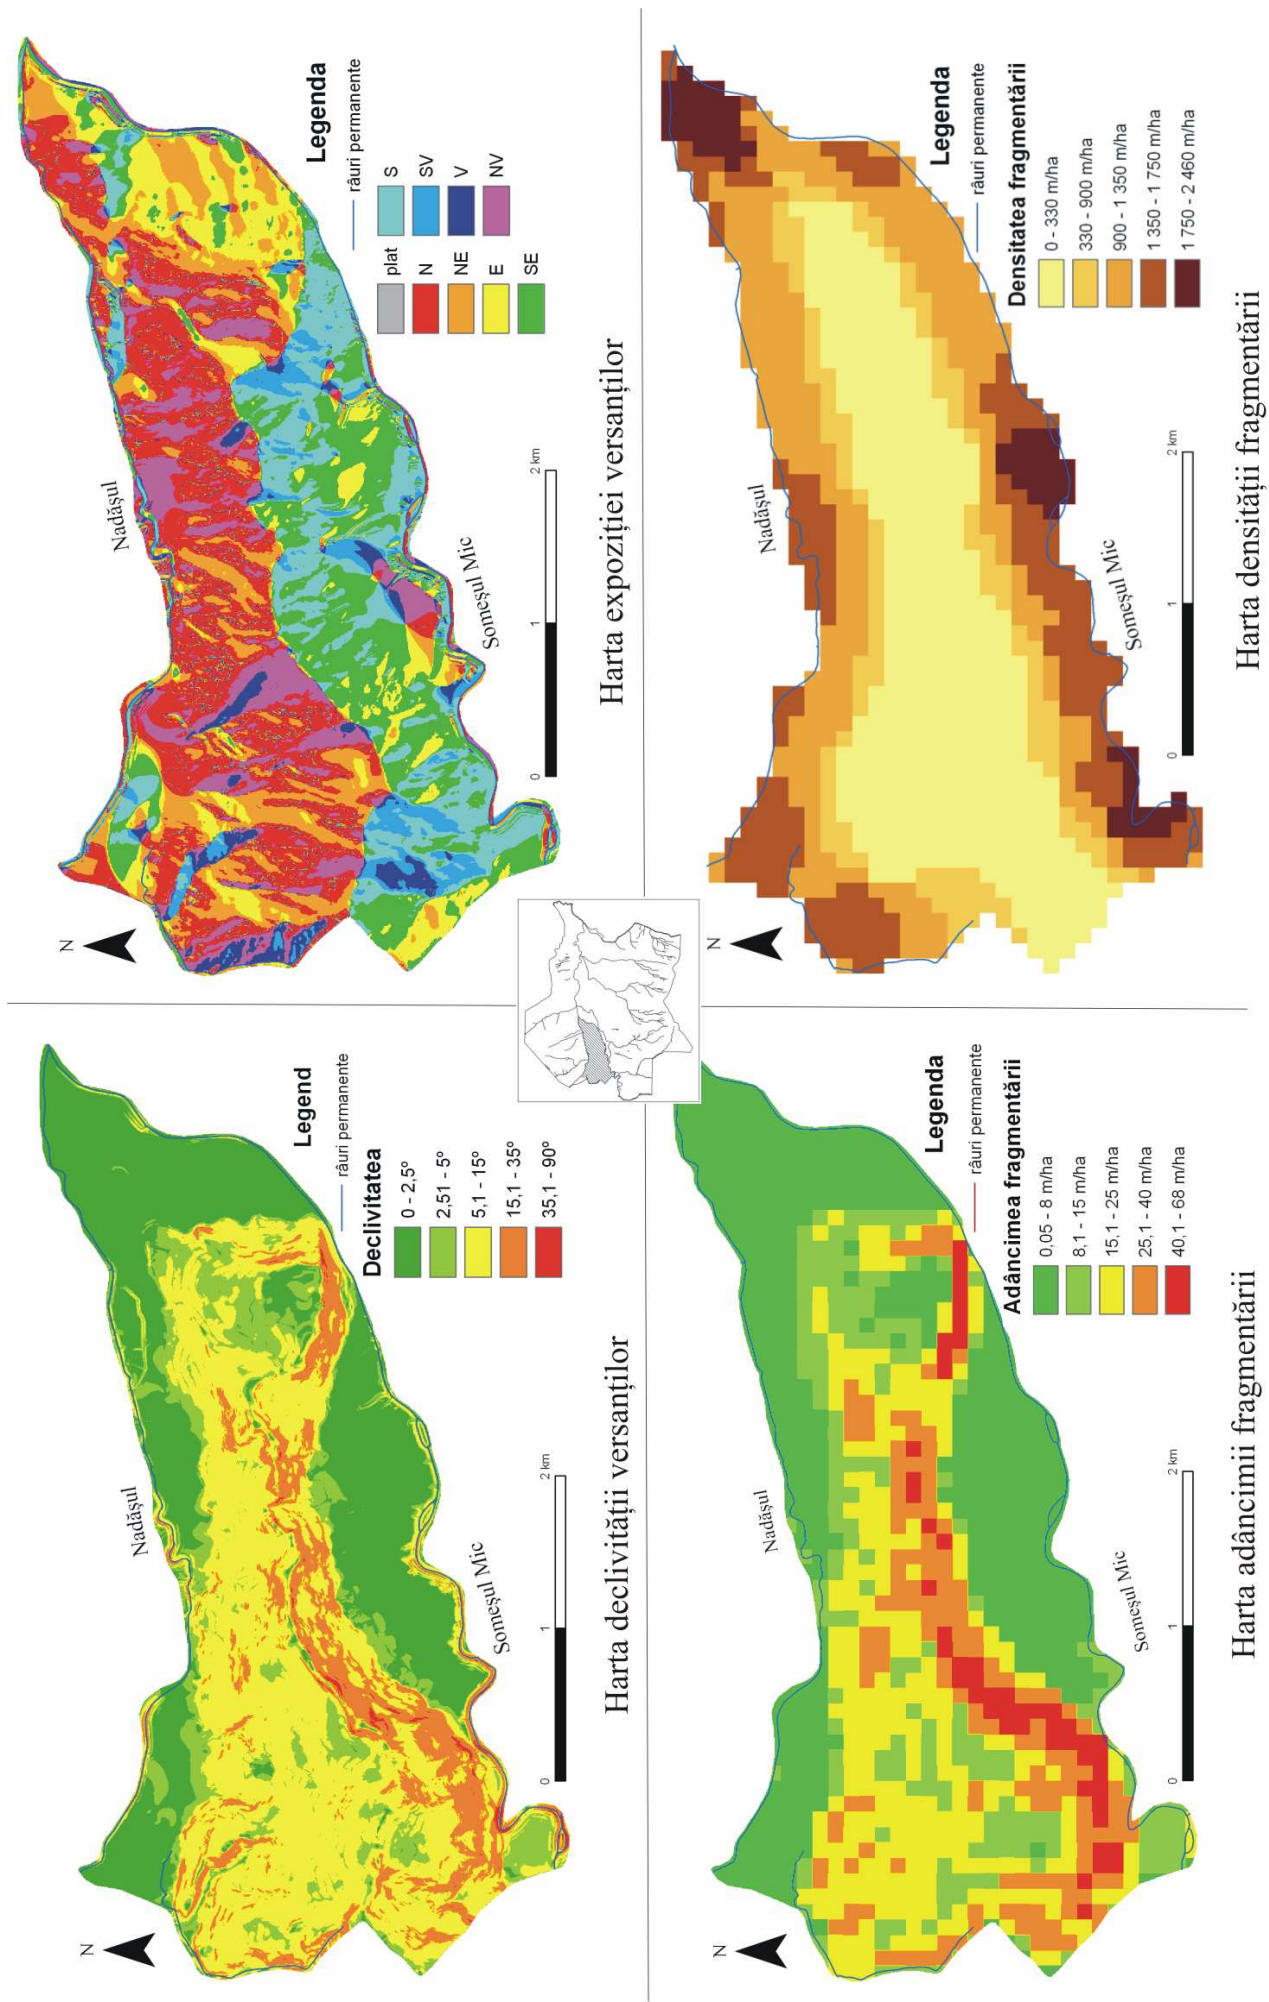 N
Nadășul
Someșul Mic
0
1
2 km
Legend
râuri permanente
Declivitatea
0 - 2,5º
2,51 - 5º
5,1 - 15º
15,1 - 35º
35,1 - 90º
Harta declivității versanților
N
Nadășul
Someșul Mic
0
1
2 km
Legenda
râuri permanente
plat
N
NE
E
SE
S
SV
V
NV
Harta expoziției versanților
N
Nadășul
Someșul Mic
0
1
2 km
Legenda
râuri permanente
Adâncimea fragmentării
0,05 - 8 m/ha
8,1 - 15 m/ha
15,1 - 25 m/ha
25,1 - 40 m/ha
40,1 - 68 m/ha
Harta adâncimii fragmentării
N
Nadășul
Someșul Mic
0
1
2 km
Legenda
râuri permanente
Densitatea fragmentării
0 - 330 m/ha
330 - 900 m/ha
900 - 1 350 m/ha
1 350 - 1 750 m/ha
1 750 - 2 460 m/ha
Harta densității fragmentării